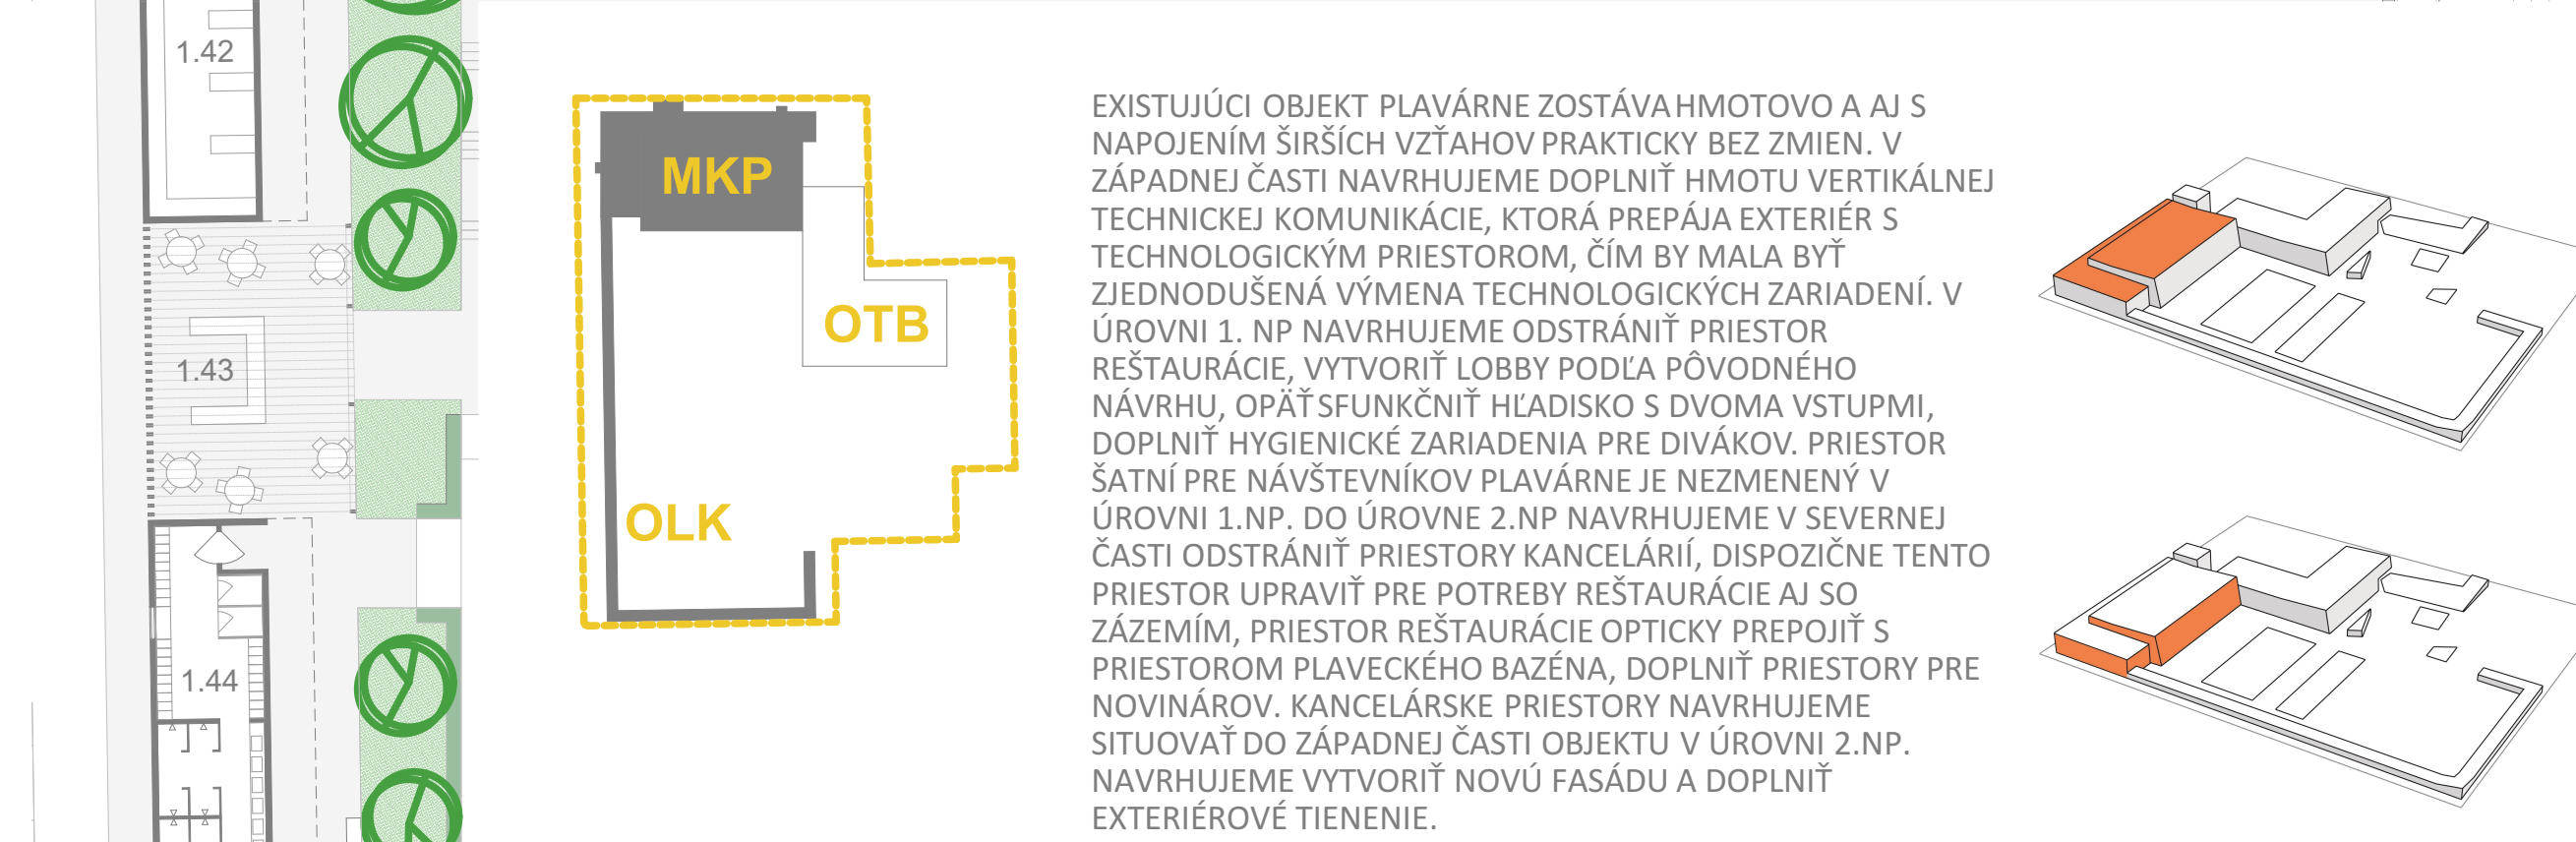 1.42
1.43
1.44
MKP
OTB
OLK
EXISTUJÚCI OBJEKT PLAVÁRNE ZOSTÁVA HMOTOVO A AJ S
NAPOJENÍM ŠIRŠÍCH VZŤAHOV PRAKTICKY BEZ ZMIEN. V
ZÁPADNEJ ČASTI NAVRHUJEME DOPLNIŤ HMOTU VERTIKÁLNEJ
TECHNICKEJ KOMUNIKÁCIE, KTORÁ PREPÁJA EXTERIÉR S
TECHNOLOGICKÝM PRIESTOROM, ČÍM BY MALA BYŤ
ZJEDNODUŠENÁ VÝMENA TECHNOLOGICKÝCH ZARIADENÍ. V
ÚROVNI 1. NP NAVRHUJEME ODSTRÁNIŤ PRIESTOR
REŠTAURÁCIE, VYTVORIŤ LOBBY PODĽA PÔVODNÉHO
NÁVRHU, OPÄŤ SFUNKČNIŤ HĽADISKO S DVOMA VSTUPMI,
DOPLNIŤ HYGIENICKÉ ZARIADENIA PRE DIVÁKOV. PRIESTOR
ŠATNÍ PRE NÁVŠTEVNÍKOV PLAVÁRNE JE NEZMENENÝ V
ÚROVNI 1.NP. DO ÚROVNE 2.NP NAVRHUJEME V SEVERNEJ
ČASTI ODSTRÁNIŤ PRIESTORY KANCELÁRIÍ, DISPOZIČNE TENTO
PRIESTOR UPRAVIŤ PRE POTREBY REŠTAURÁCIE AJ SO
ZÁZEMÍM, PRIESTOR REŠTAURÁCIE OPTICKY PREPOJIŤ S
PRIESTOROM PLAVECKÉHO BAZÉNA, DOPLNIŤ PRIESTORY PRE
NOVINÁROV. KANCELÁRSKE PRIESTORY NAVRHUJEME
SITUOVAŤ DO ZÁPADNEJ ČASTI OBJEKTU V ÚROVNI 2.NP.
NAVRHUJEME VYTVORIŤ NOVÚ FASÁDU A DOPLNIŤ
EXTERIÉROVÉ TIENENIE.